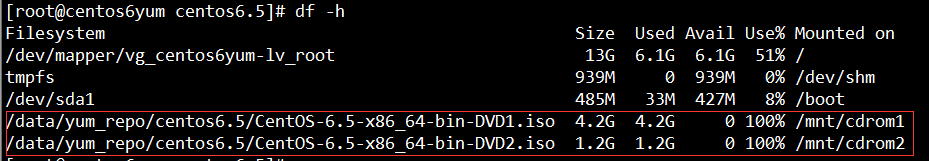 [root@centos6yum centos6.5]# df -h
Filesystem Size Used Avail Use% Mounted on
/dev/mapper/vg_centos6yum-lv_root 13G 6.1G 6.1G 51% /
tmpfs 939M 0 939M 0% /dev/shm
/dev/sda1 485M 33M 427M 8% /boot
/data/yum_repo/centos6.5/CentOS-6.5-x86_64-bin-DVD1.iso 4.2G 4.2G 0 100% /mnt/cdrom1
/data/yum_repo/centos6.5/CentOS-6.5-x86_64-bin-DVD2.iso 1.2G 1.2G 0 100% /mnt/cdrom2